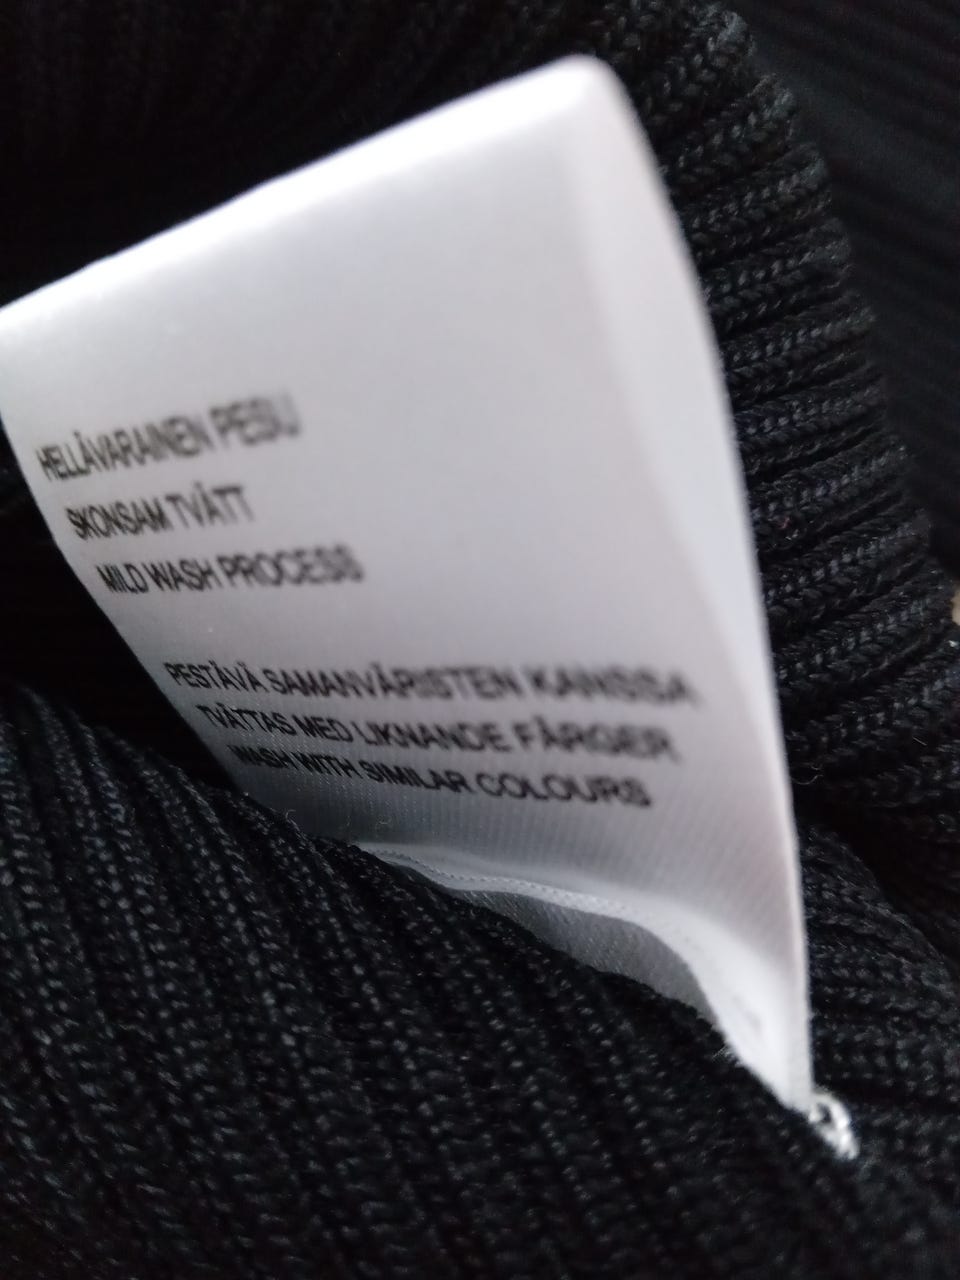 HELLÄVARAINEN PESU
SKONSAM TVÄTT
MILD WASH PROCESS
PESTÄVÄ SAMANVÄRISTEN KANSSA
TVÄTTAS MED LIKNANDE FÄRGER
WASH WITH SIMILAR COLOURS